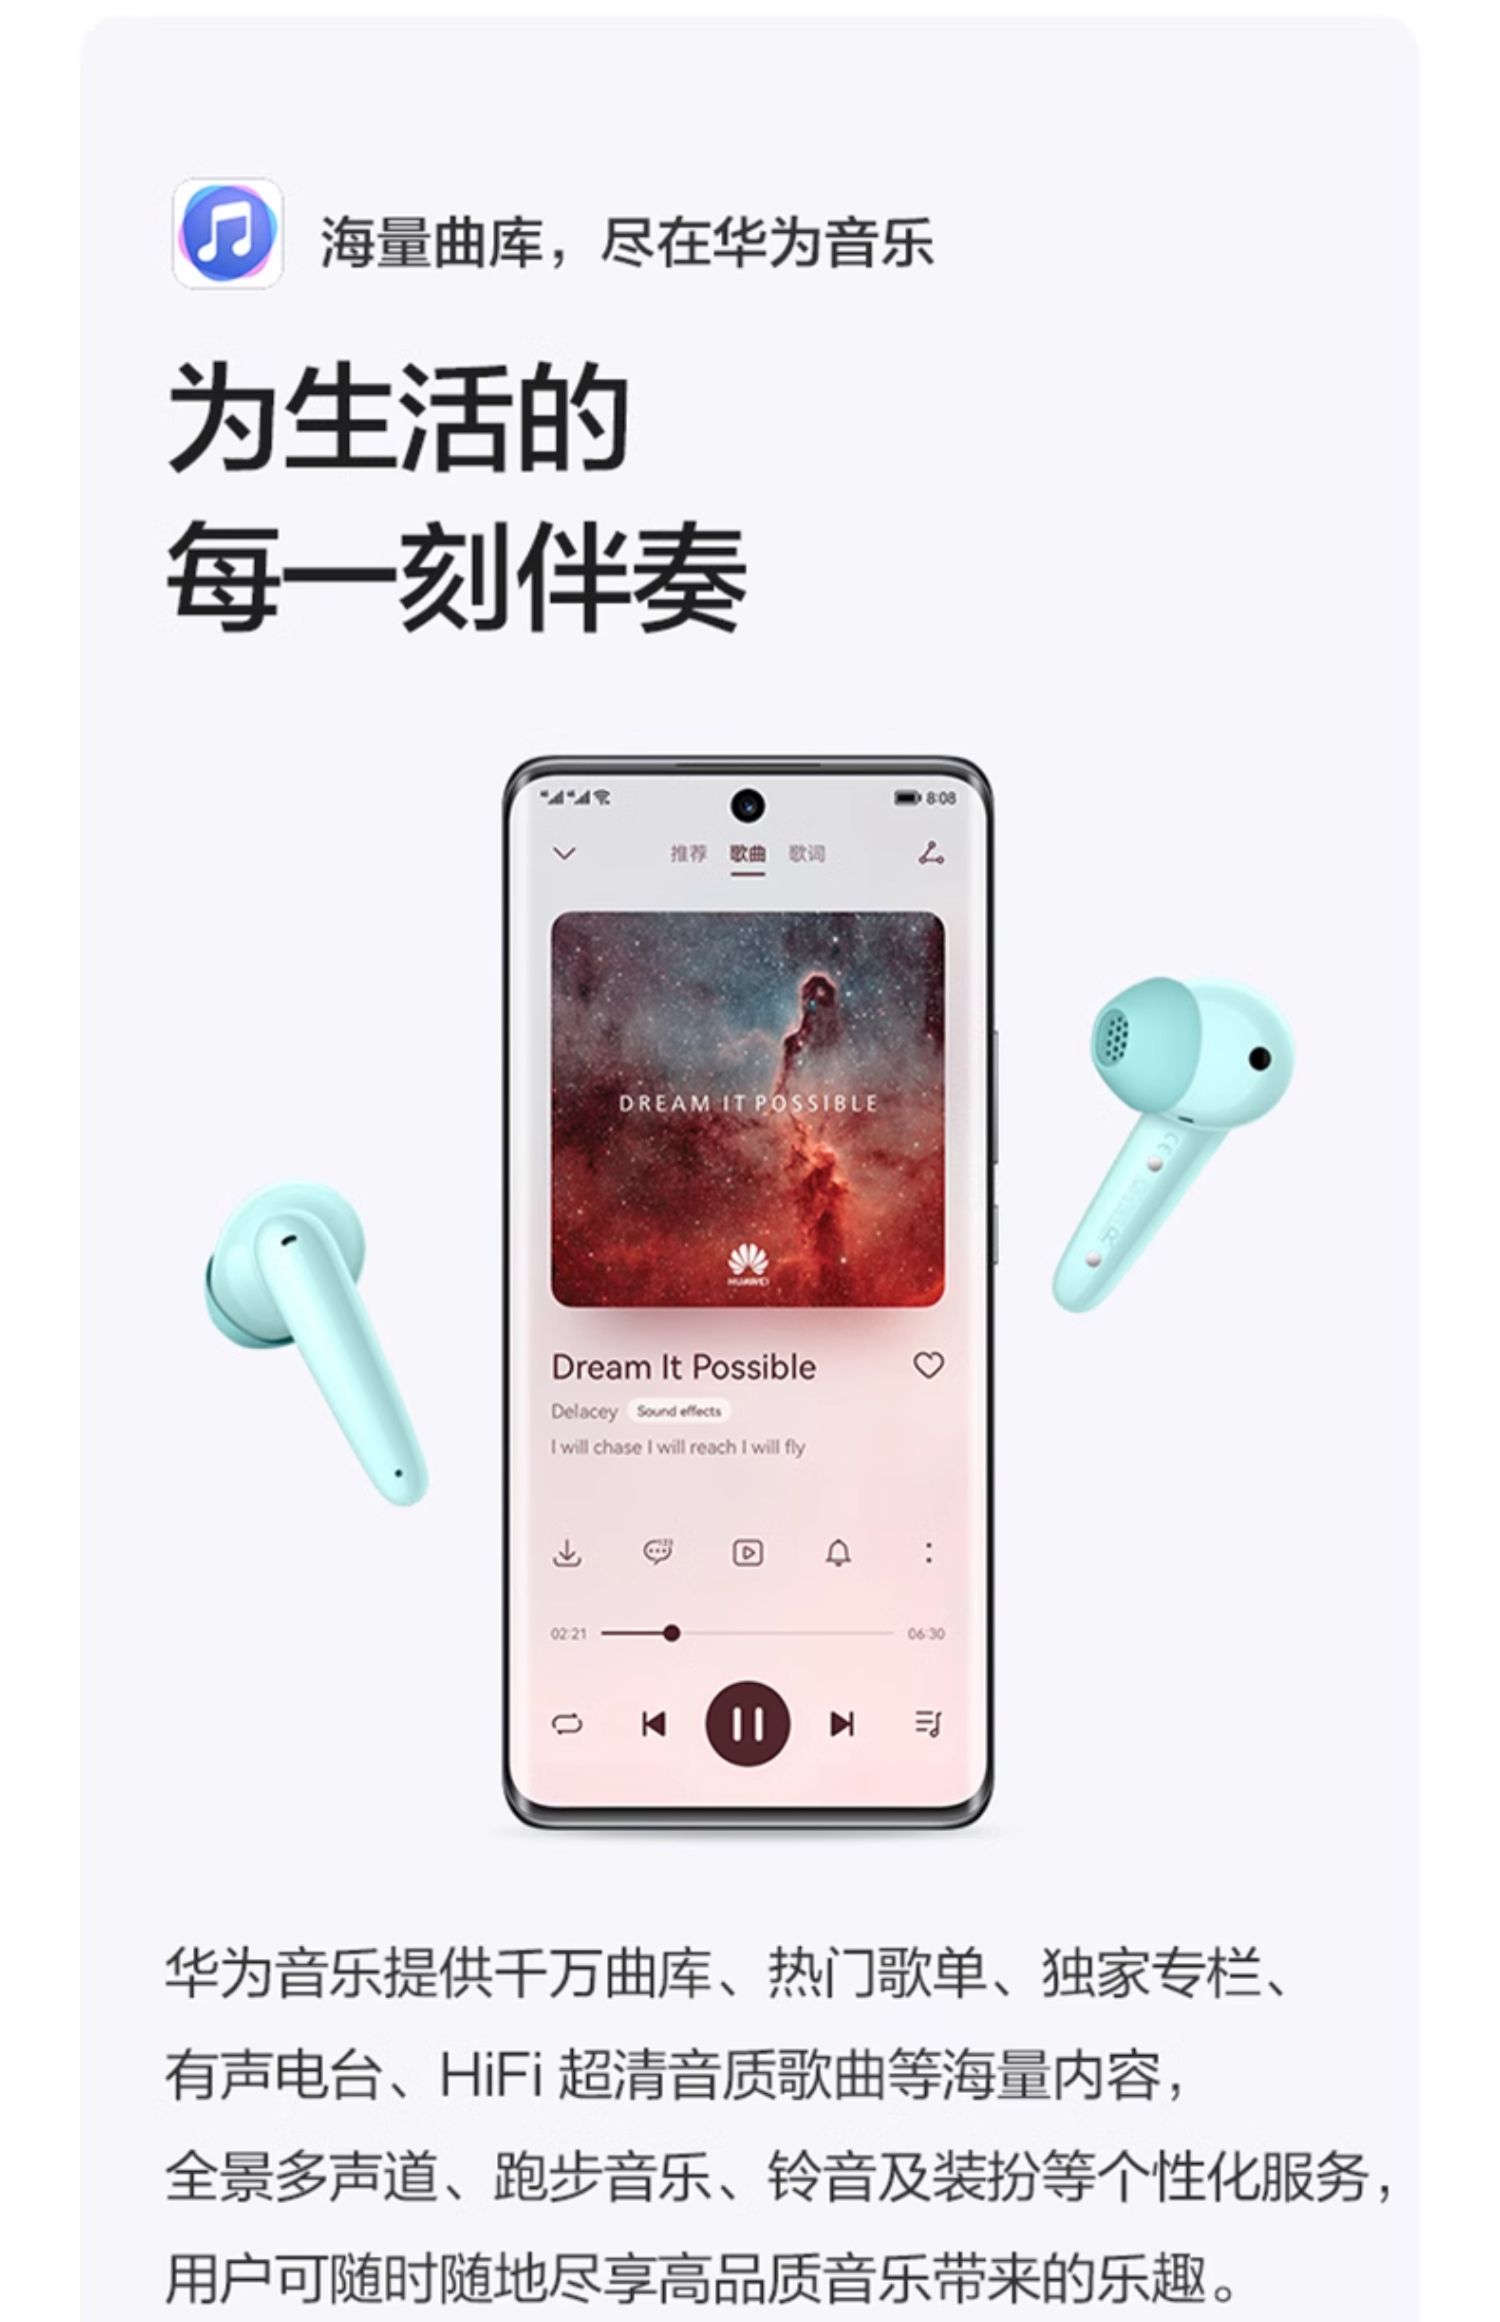 海量曲库，尽在华为音乐
为生活的
每一刻伴奏
8:08
推荐 歌曲 歌词
DREAM IT POSSIBLE
HUAWEI
Dream It Possible
Delacey Sound effects
I will chase I will reach I will fly
02:21 06:30
华为音乐提供千万曲库、热门歌单、独家专栏、
有声电台、HiFi 超清音质歌曲等海量内容，
全景多声道、跑步音乐、铃音及装扮等个性化服务，
用户可随时随地尽享高品质音乐带来的乐趣。